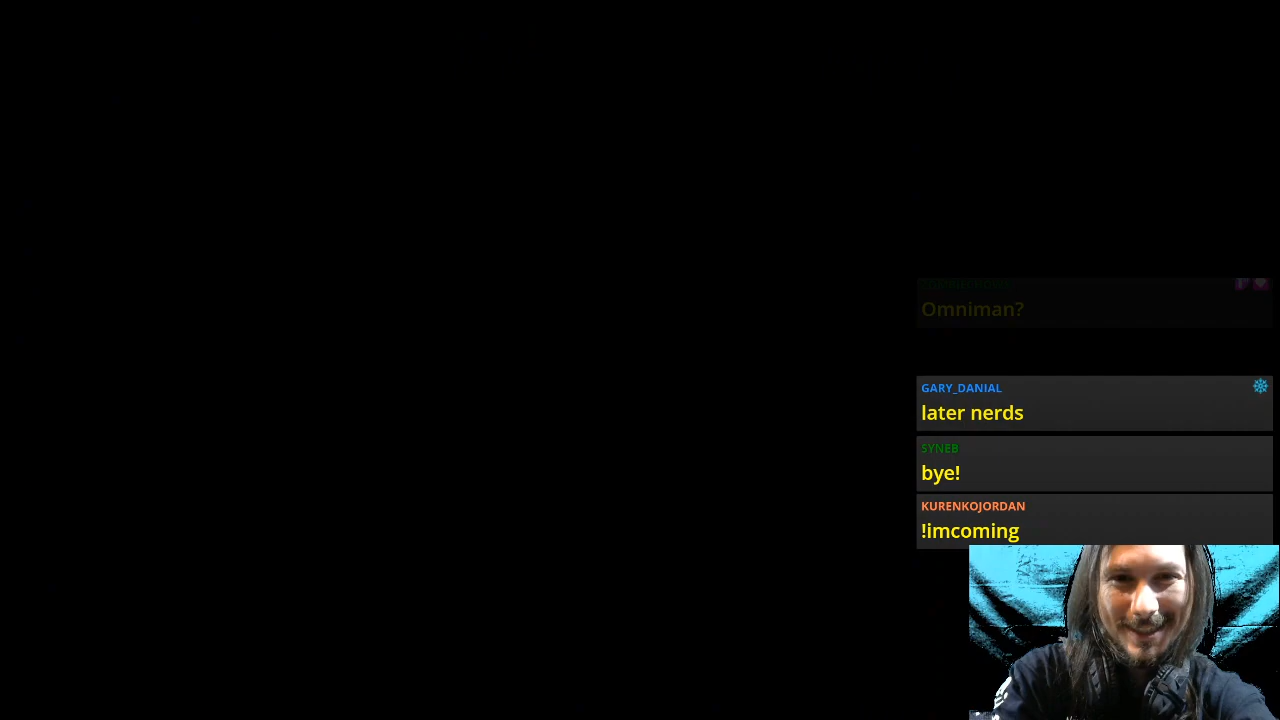 Omniman?
GARY_DANIAL
later nerds
SYNEB
bye!
KURENKOJORDAN
!imcoming